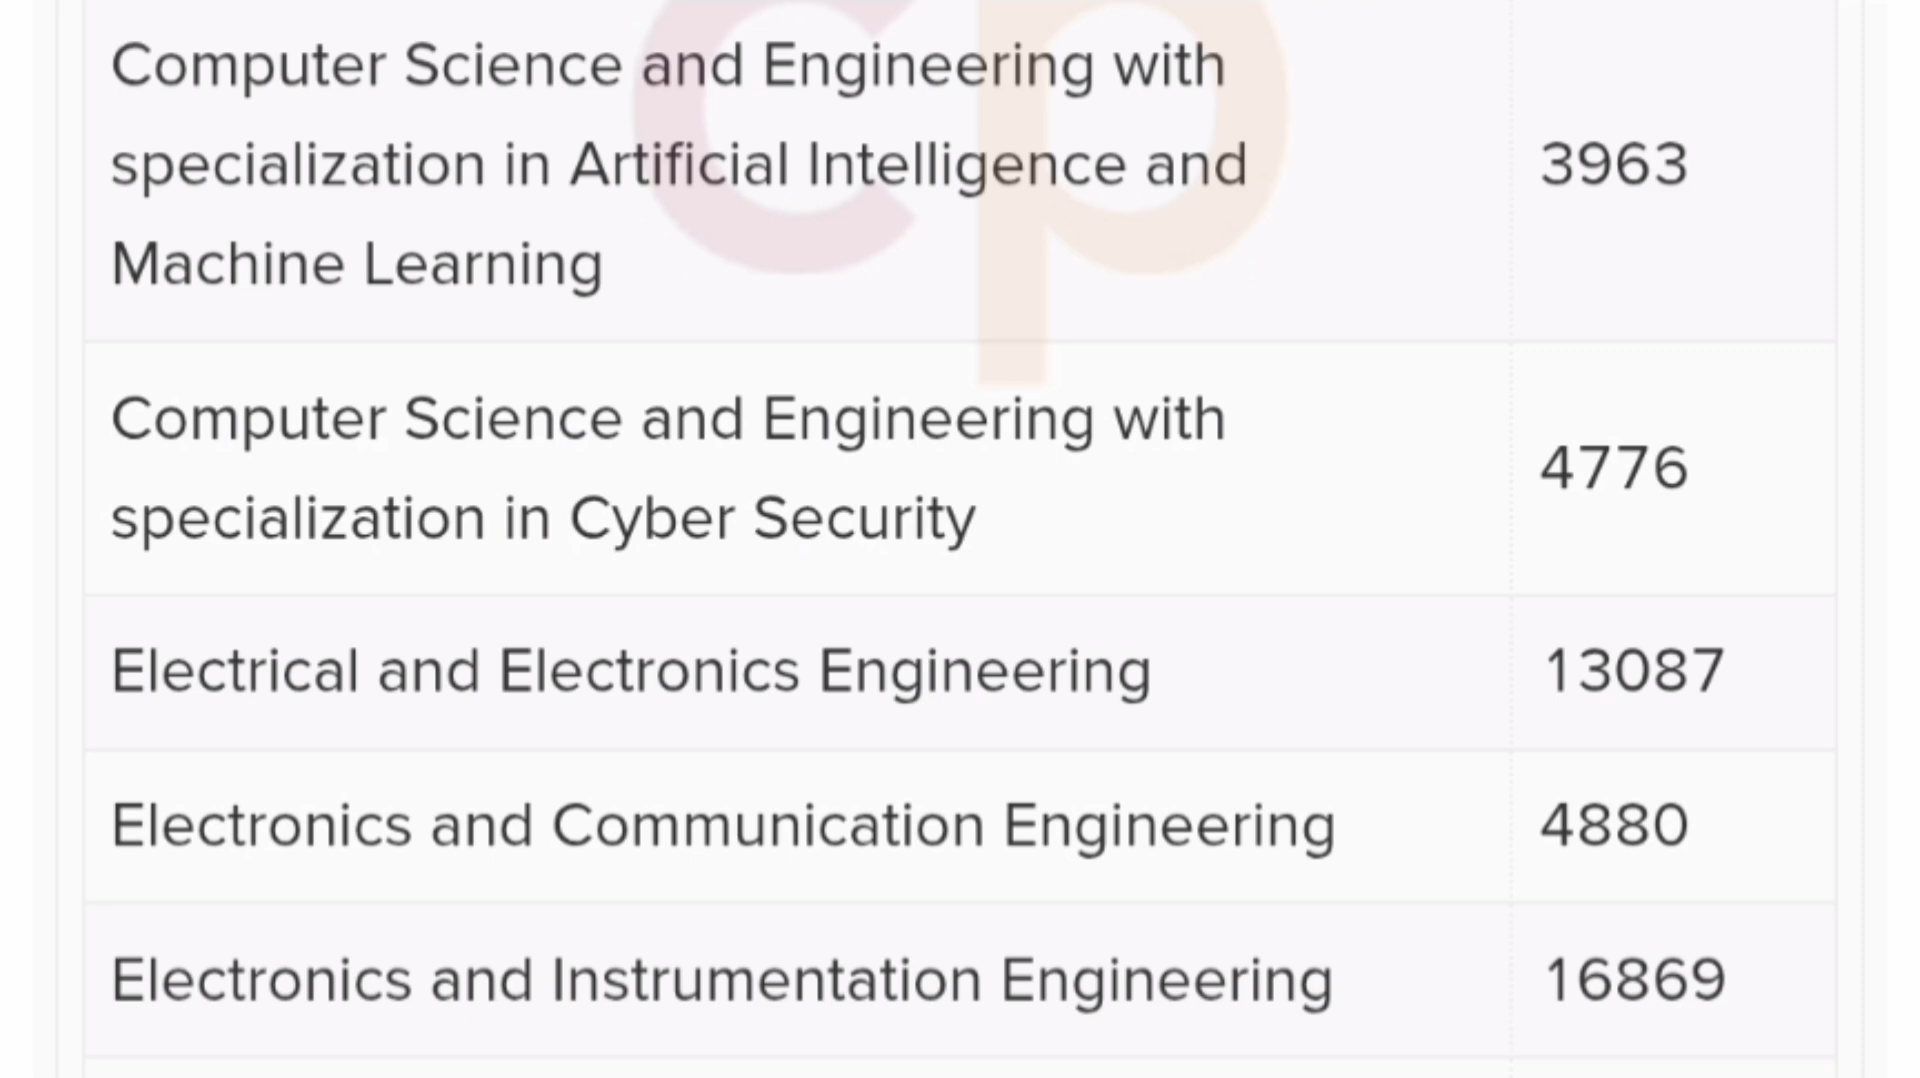 Computer Science and Engineering with
specialization in Artificial Intelligence and
Machine Learning
3963
Computer Science and Engineering with
specialization in Cyber Security
4776
Electrical and Electronics Engineering
13087
Electronics and Communication Engineering
4880
Electronics and Instrumentation Engineering
16869
cp